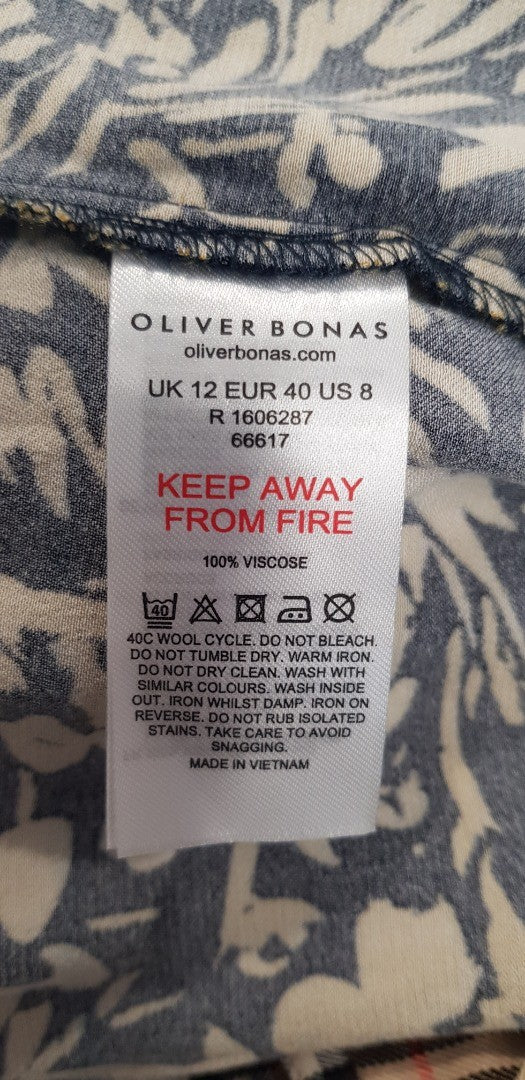 OLIVER BONAS
oliverbonas.com
UK 12 EUR 40 US 8
R 1606287
66617
KEEP AWAY
FROM FIRE
100% VISCOSE
40
40C WOOL CYCLE. DO NOT BLEACH.
DO NOT TUMBLE DRY. WARM IRON.
DO NOT DRY CLEAN. WASH WITH
SIMILAR COLOURS. WASH INSIDE
OUT. IRON WHILST DAMP. IRON ON
REVERSE. DO NOT RUB ISOLATED
STAINS. TAKE CARE TO AVOID
SNAGGING.
MADE IN VIETNAM